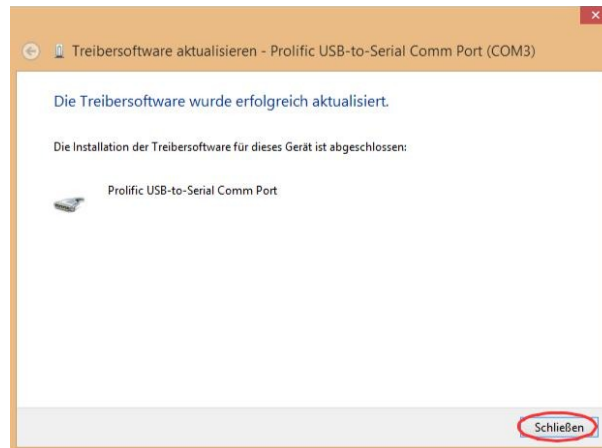 Treibersoftware aktualisieren - Prolific USB-to-Serial Comm Port (COM3)
Die Treibersoftware wurde erfolgreich aktualisiert.
Die Installation der Treibersoftware für dieses Gerät ist abgeschlossen:
Prolific USB-to-Serial Comm Port
Schließen